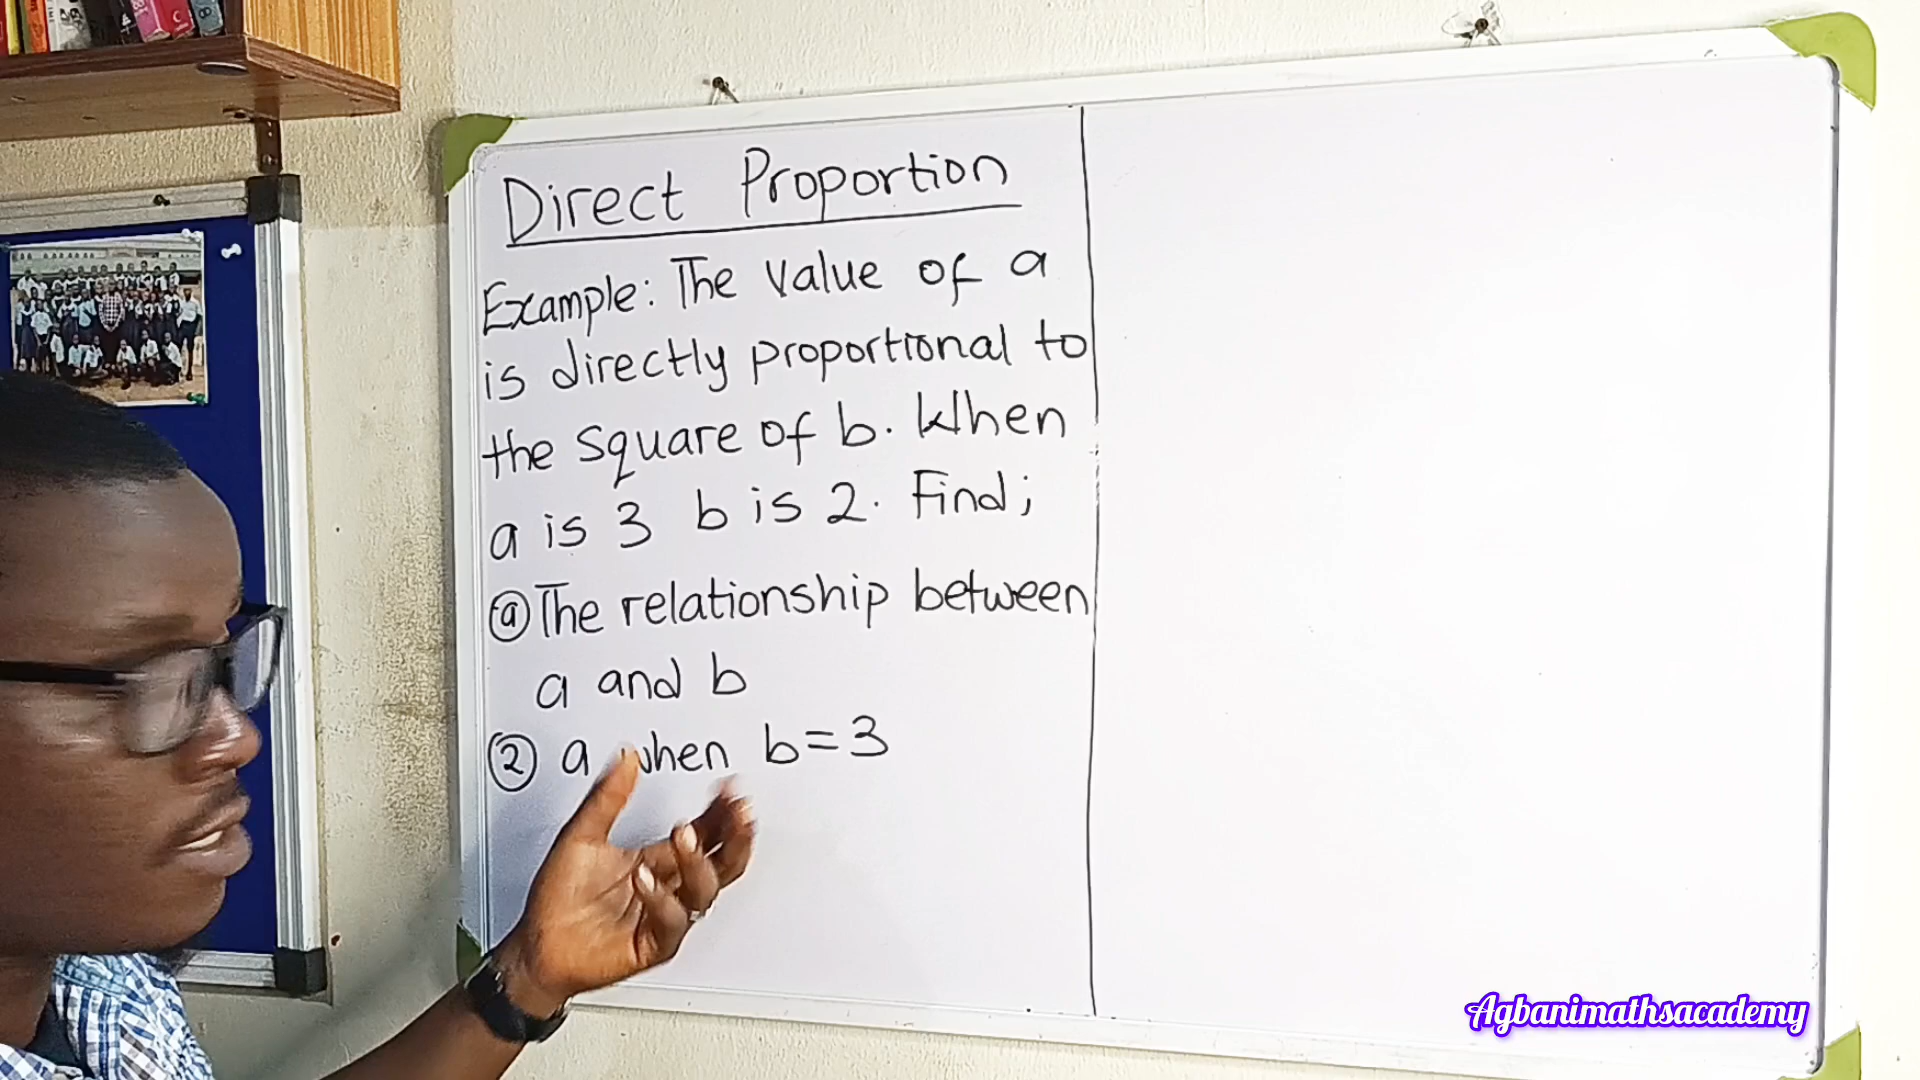 Direct Proportion
Example: The value of a
is directly proportional to
the square of b. When
a is 3 b is 2. Find;
ⓐ The relationship between
a and b
② a when b=3
Agbanimathsacademy